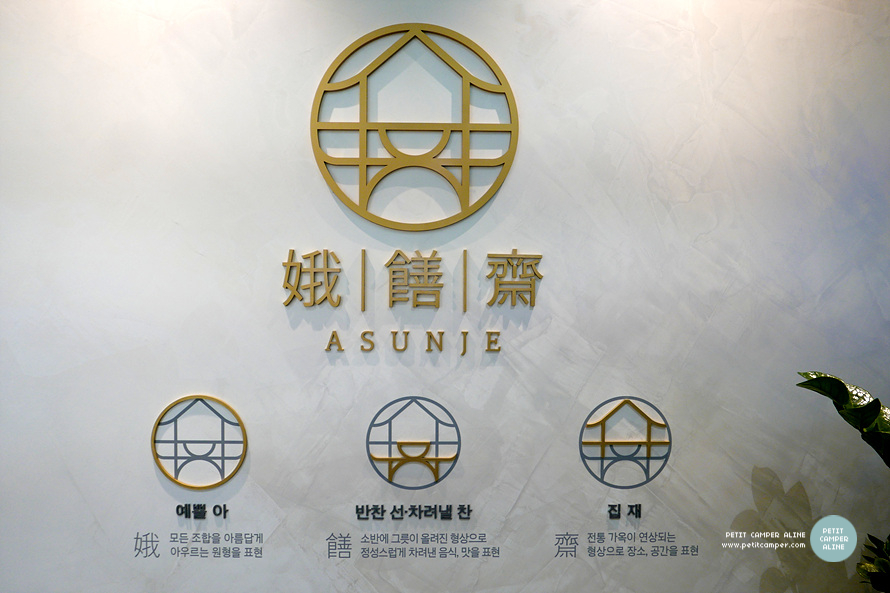 娥|饍|齋
ASUNJE
예쁠 아
娥 모든 조합을 아름답게
아우르는 원형을 표현
반찬 선·차려낼 찬
饍 소반에 그릇이 올려진 형상으로
정성스럽게 차려낸 음식, 맛을 표현
집 재
齋 전통 가옥이 연상되는
형상으로 장소, 공간을 표현
PETIT CAMPER ALINE
www.petitcamper.com
PETIT
CAMPER
ALINE